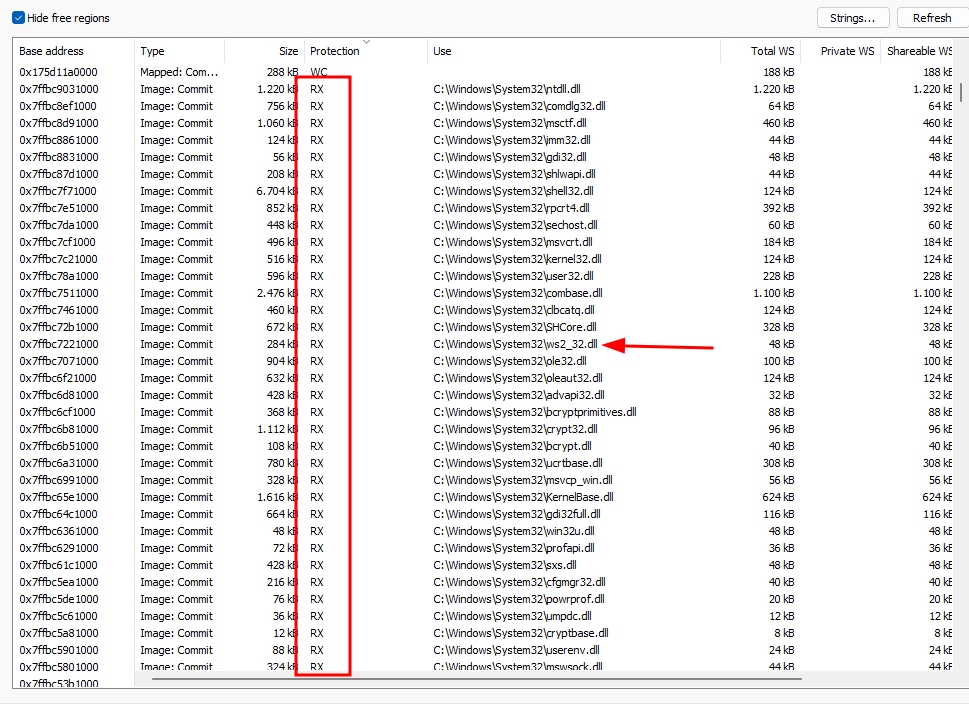 Hide free regions Strings... Refresh
Base address Type Size Protection Use Total WS Private WS Shareable WS
0x175d11a0000 Mapped: Com... 288 kB WC 188 kB 188 kB
0x7ffbc9031000 Image: Commit 1.220 kB RX C:\Windows\System32\ntdll.dll 1.220 kB 1.220 kB
0x7ffbc8ef1000 Image: Commit 756 kB RX C:\Windows\System32\comdlg32.dll 64 kB 64 kB
0x7ffbc8d91000 Image: Commit 1.060 kB RX C:\Windows\System32\msctf.dll 460 kB 460 kB
0x7ffbc8861000 Image: Commit 124 kB RX C:\Windows\System32\imm32.dll 44 kB 44 kB
0x7ffbc8831000 Image: Commit 56 kB RX C:\Windows\System32\gdi32.dll 48 kB 48 kB
0x7ffbc87d1000 Image: Commit 208 kB RX C:\Windows\System32\shlwapi.dll 44 kB 44 kB
0x7ffbc7f71000 Image: Commit 6.704 kB RX C:\Windows\System32\shell32.dll 124 kB 124 kB
0x7ffbc7e51000 Image: Commit 852 kB RX C:\Windows\System32\rpcrt4.dll 392 kB 392 kB
0x7ffbc7da1000 Image: Commit 448 kB RX C:\Windows\System32\sechost.dll 60 kB 60 kB
0x7ffbc7cf1000 Image: Commit 496 kB RX C:\Windows\System32\msvcrt.dll 184 kB 184 kB
0x7ffbc7c21000 Image: Commit 516 kB RX C:\Windows\System32\kernel32.dll 124 kB 124 kB
0x7ffbc78a1000 Image: Commit 596 kB RX C:\Windows\System32\user32.dll 228 kB 228 kB
0x7ffbc7511000 Image: Commit 2.476 kB RX C:\Windows\System32\combase.dll 1.100 kB 1.100 kB
0x7ffbc7461000 Image: Commit 460 kB RX C:\Windows\System32\clbcatq.dll 124 kB 124 kB
0x7ffbc72b1000 Image: Commit 672 kB RX C:\Windows\System32\SHCore.dll 328 kB 328 kB
0x7ffbc7221000 Image: Commit 284 kB RX C:\Windows\System32\ws2_32.dll 48 kB 48 kB
0x7ffbc7071000 Image: Commit 904 kB RX C:\Windows\System32\ole32.dll 100 kB 100 kB
0x7ffbc6f21000 Image: Commit 632 kB RX C:\Windows\System32\oleaut32.dll 124 kB 124 kB
0x7ffbc6d81000 Image: Commit 428 kB RX C:\Windows\System32\advapi32.dll 32 kB 32 kB
0x7ffbc6cf1000 Image: Commit 368 kB RX C:\Windows\System32\bcryptprimitives.dll 88 kB 88 kB
0x7ffbc6b81000 Image: Commit 1.112 kB RX C:\Windows\System32\crypt32.dll 96 kB 96 kB
0x7ffbc6b51000 Image: Commit 108 kB RX C:\Windows\System32\bcrypt.dll 40 kB 40 kB
0x7ffbc6a31000 Image: Commit 780 kB RX C:\Windows\System32\ucrtbase.dll 308 kB 308 kB
0x7ffbc6991000 Image: Commit 328 kB RX C:\Windows\System32\msvcp_win.dll 56 kB 56 kB
0x7ffbc65e1000 Image: Commit 1.616 kB RX C:\Windows\System32\KernelBase.dll 624 kB 624 kB
0x7ffbc64c1000 Image: Commit 664 kB RX C:\Windows\System32\gdi32full.dll 116 kB 116 kB
0x7ffbc6361000 Image: Commit 48 kB RX C:\Windows\System32\win32u.dll 48 kB 48 kB
0x7ffbc6291000 Image: Commit 72 kB RX C:\Windows\System32\profapi.dll 36 kB 36 kB
0x7ffbc61c1000 Image: Commit 428 kB RX C:\Windows\System32\sxs.dll 48 kB 48 kB
0x7ffbc5ea1000 Image: Commit 216 kB RX C:\Windows\System32\cfgmgr32.dll 40 kB 40 kB
0x7ffbc5de1000 Image: Commit 76 kB RX C:\Windows\System32\powrprof.dll 20 kB 20 kB
0x7ffbc5c61000 Image: Commit 36 kB RX C:\Windows\System32\umpdc.dll 12 kB 12 kB
0x7ffbc5a81000 Image: Commit 12 kB RX C:\Windows\System32\cryptbase.dll 8 kB 8 kB
0x7ffbc5901000 Image: Commit 88 kB RX C:\Windows\System32\userenv.dll 24 kB 24 kB
0x7ffbc5801000 Image: Commit 324 kB RX C:\Windows\System32\mswsock.dll 44 kB 44 kB
0x7ffbc53b1000